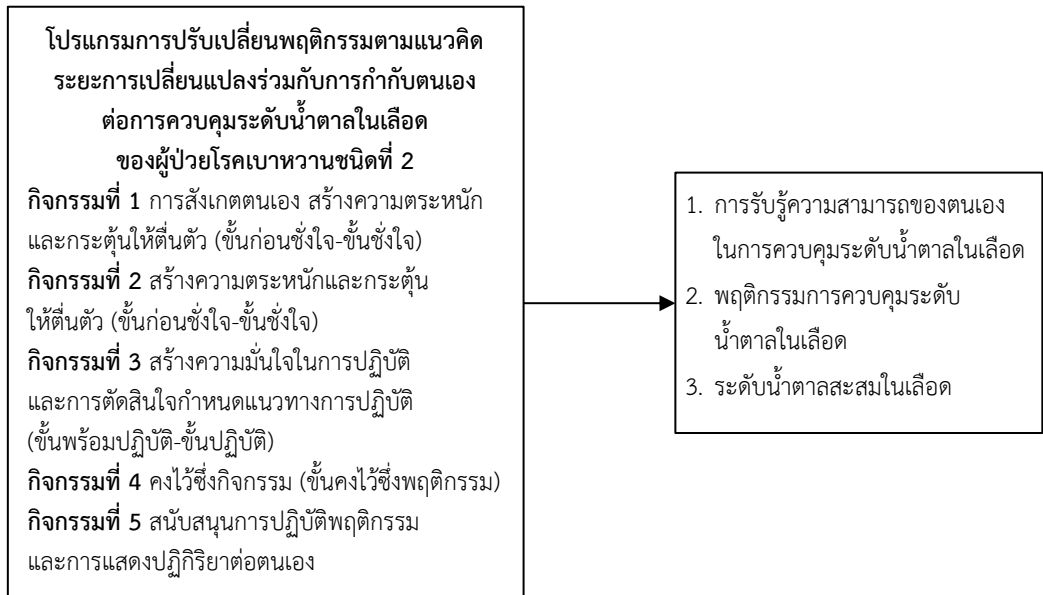 โปรแกรมการปรับเปลี่ยนพฤติกรรมตามแนวคิด
ระยะการเปลี่ยนแปลงร่วมกับการกำกับตนเอง
ต่อการควบคุมระดับน้ำตาลในเลือด
ของผู้ป่วยโรคเบาหวานชนิดที่ 2
กิจกรรมที่ 1 การสังเกตตนเอง สร้างความตระหนัก
และกระตุ้นให้ตื่นตัว (ขั้นก่อนชั่งใจ-ขั้นชั่งใจ)
กิจกรรมที่ 2 สร้างความตระหนักและกระตุ้น
ให้ตื่นตัว (ขั้นก่อนชั่งใจ-ขั้นชั่งใจ)
กิจกรรมที่ 3 สร้างความมั่นใจในการปฏิบัติ
และการตัดสินใจกำหนดแนวทางการปฏิบัติ
(ขั้นพร้อมปฏิบัติ-ขั้นปฏิบัติ)
กิจกรรมที่ 4 คงไว้ซึ่งกิจกรรม (ขั้นคงไว้ซึ่งพฤติกรรม)
กิจกรรมที่ 5 สนับสนุนการปฏิบัติพฤติกรรม
และการแสดงปฏิกิริยาต่อตนเอง
1. การรับรู้ความสามารถของตนเอง
ในการควบคุมระดับน้ำตาลในเลือด
2. พฤติกรรมการควบคุมระดับ
น้ำตาลในเลือด
3. ระดับน้ำตาลสะสมในเลือด